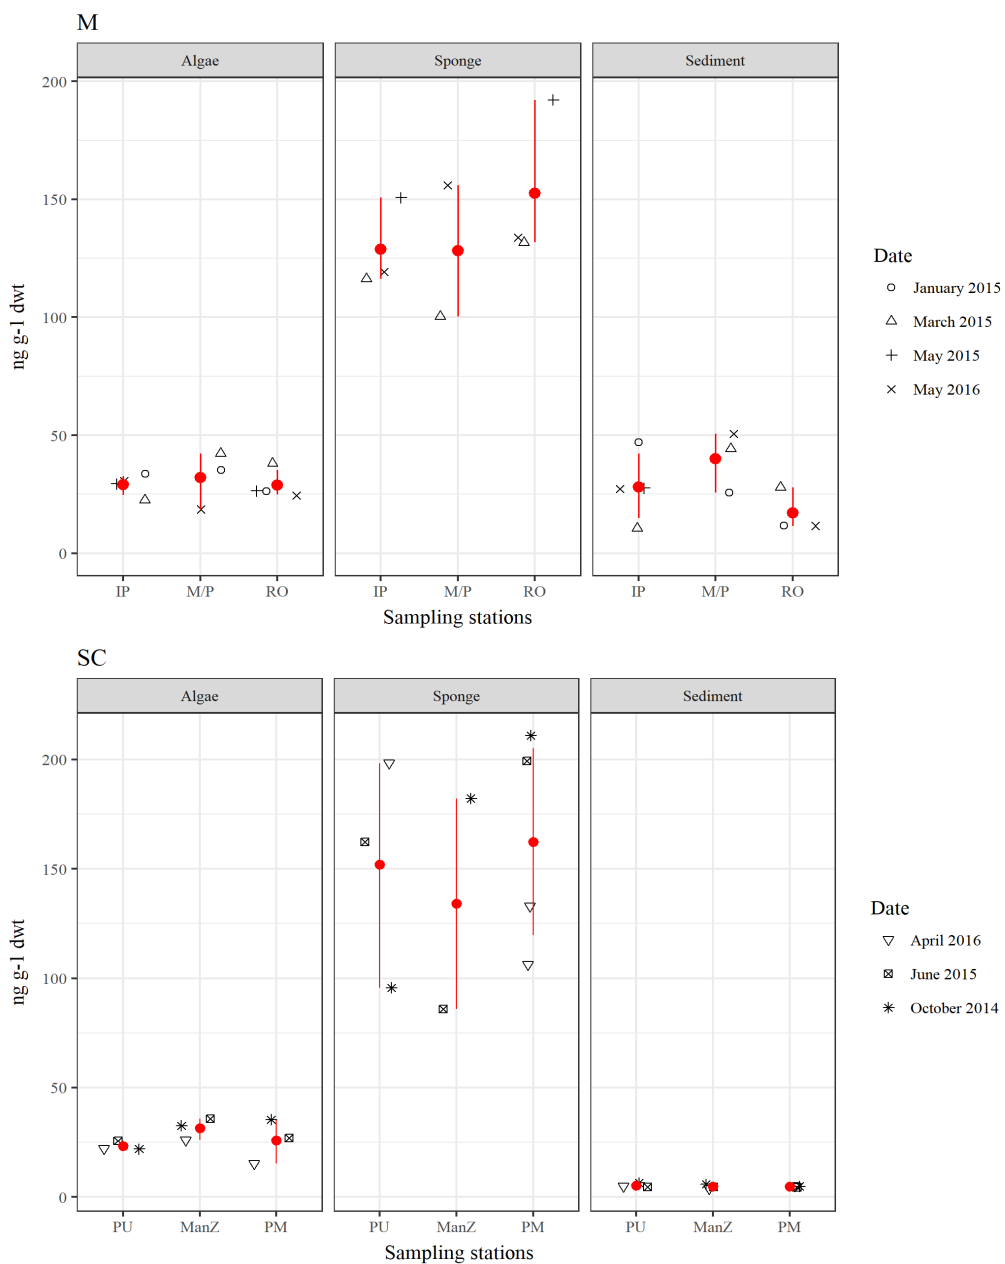 M
Algae Sponge Sediment
200
150
100
50
0
ng g-1 dwt
IP M/P RO IP M/P RO IP M/P RO
Sampling stations
Date
January 2015
March 2015
May 2015
May 2016
SC
Algae Sponge Sediment
200
150
100
50
0
ng g-1 dwt
PU ManZ PM PU ManZ PM PU ManZ PM
Sampling stations
Date
April 2016
June 2015
October 2014